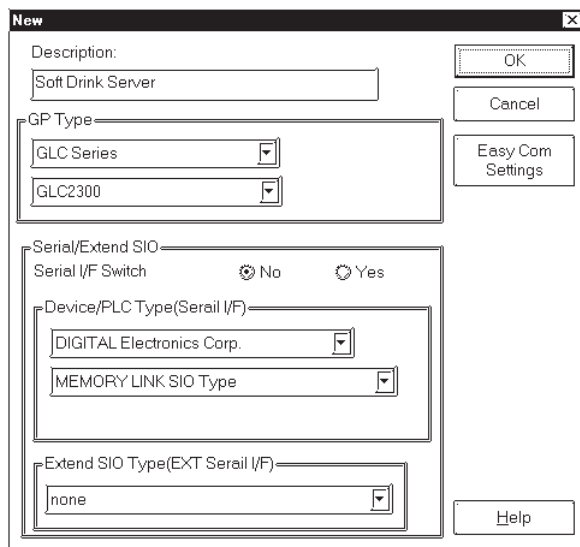 New
Description:
Soft Drink Server
OK
Cancel
Easy Com
Settings
GP Type
GLC Series
GLC2300
Serial/Extend SIO
Serial I/F Switch
No
Yes
Device/PLC Type(Serail I/F)
DIGITAL Electronics Corp.
MEMORY LINK SIO Type
Extend SIO Type(EXT Serail I/F)
none
Help